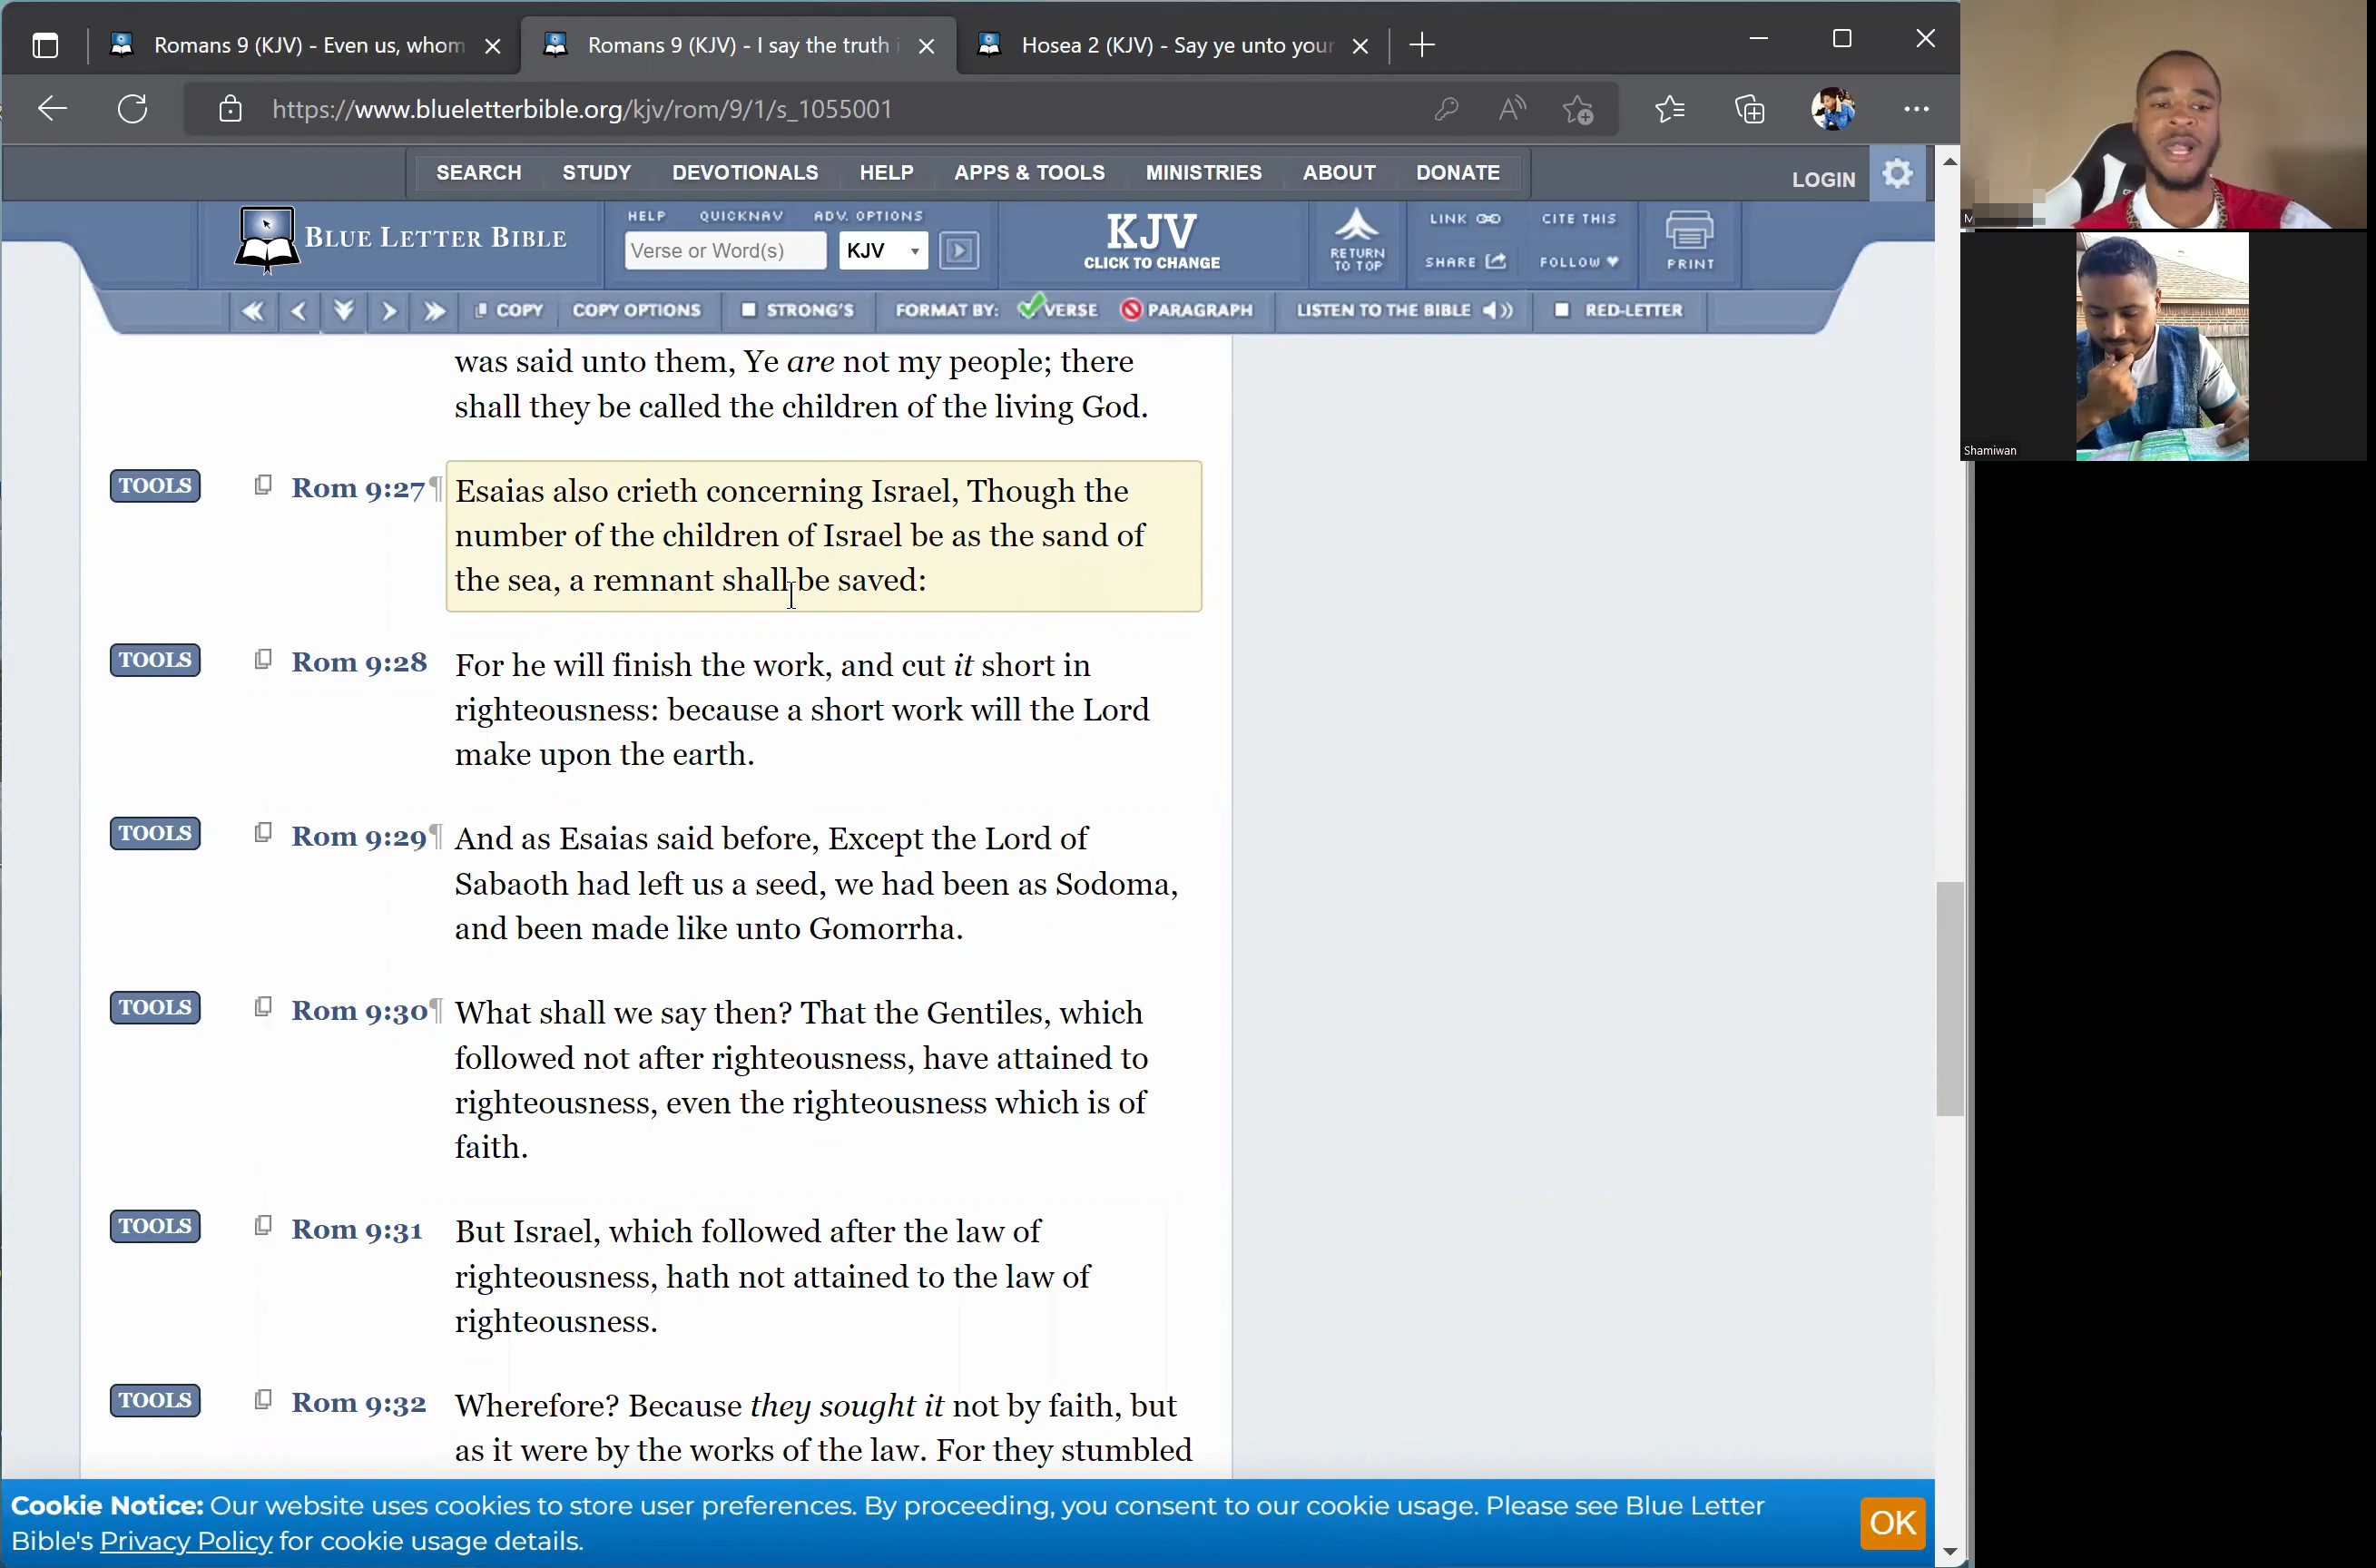 Romans 9 (KJV) - Even us, whom
Romans 9 (KJV) - I say the truth i
Hosea 2 (KJV) - Say ye unto your
https://www.blueletterbible.org/kjv/rom/9/1/s_1055001
SEARCH STUDY DEVOTIONALS HELP APPS & TOOLS MINISTRIES ABOUT DONATE
LOGIN
BLUE LETTER BIBLE
HELP QUICKNAV ADV. OPTIONS
Verse or Word(s) KJV
KJV
CLICK TO CHANGE
RETURN
TO TOP
LINK CITE THIS
SHARE FOLLOW
PRINT
COPY COPY OPTIONS STRONG'S FORMAT BY: VERSE PARAGRAPH LISTEN TO THE BIBLE RED-LETTER
was said unto them, Ye are not my people; there
shall they be called the children of the living God.
TOOLS Rom 9:27¶ Esaias also crieth concerning Israel, Though the
number of the children of Israel be as the sand of
the sea, a remnant shall be saved:
TOOLS Rom 9:28 For he will finish the work, and cut it short in
righteousness: because a short work will the Lord
make upon the earth.
TOOLS Rom 9:29¶ And as Esaias said before, Except the Lord of
Sabaoth had left us a seed, we had been as Sodoma,
and been made like unto Gomorrha.
TOOLS Rom 9:30¶ What shall we say then? That the Gentiles, which
followed not after righteousness, have attained to
righteousness, even the righteousness which is of
faith.
TOOLS Rom 9:31 But Israel, which followed after the law of
righteousness, hath not attained to the law of
righteousness.
TOOLS Rom 9:32 Wherefore? Because they sought it not by faith, but
as it were by the works of the law. For they stumbled
Cookie Notice: Our website uses cookies to store user preferences. By proceeding, you consent to our cookie usage. Please see Blue Letter
Bible's Privacy Policy for cookie usage details.
OK
Shamiwan